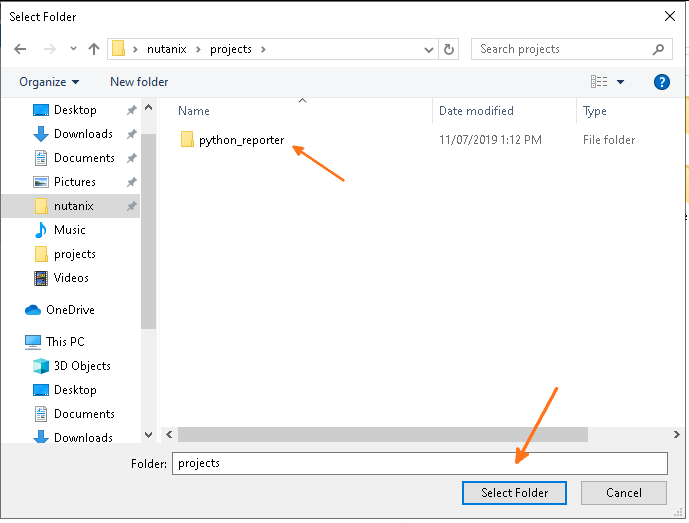 Select Folder
nutanix projects
Search projects
Organize New folder
Name Date modified Type
python_reporter 11/07/2019 1:12 PM File folder
Desktop
Downloads
Documents
Pictures
nutanix
Music
projects
Videos
OneDrive
This PC
3D Objects
Desktop
Documents
Downloads
Folder: projects
Select Folder Cancel